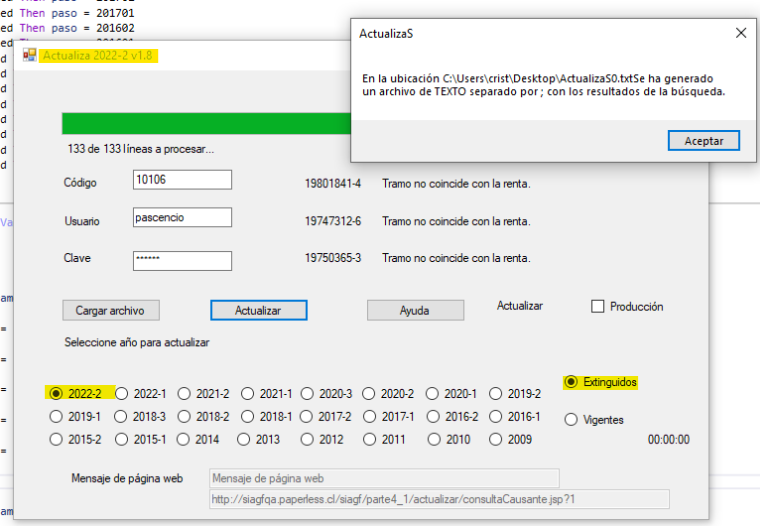 ed Then paso = 201701
ed Then paso = 201602
ed
Actualiza 2022-2 v1.8
ActualizaS
En la ubicación C:\Users\crist\Desktop\ActualizaS0.txtSe ha generado
un archivo de TEXTO separado por ; con los resultados de la búsqueda.
Aceptar
133 de 133 líneas a procesar...
Código 10106 19801841-4 Tramo no coincide con la renta.
Usuario pascencio 19747312-6 Tramo no coincide con la renta.
Clave ****** 19750365-3 Tramo no coincide con la renta.
Cargar archivo Actualizar Ayuda Actualizar Producción
Seleccione año para actualizar
2022-2 2022-1 2021-2 2021-1 2020-3 2020-2 2020-1 2019-2 Extinguidos
2019-1 2018-3 2018-2 2018-1 2017-2 2017-1 2016-2 2016-1 Vigentes
2015-2 2015-1 2014 2013 2012 2011 2010 2009 00:00:00
Mensaje de página web Mensaje de página web
http://siagfqa.paperless.cl/siagf/parte4_1/actualizar/consultaCausante.jsp?1